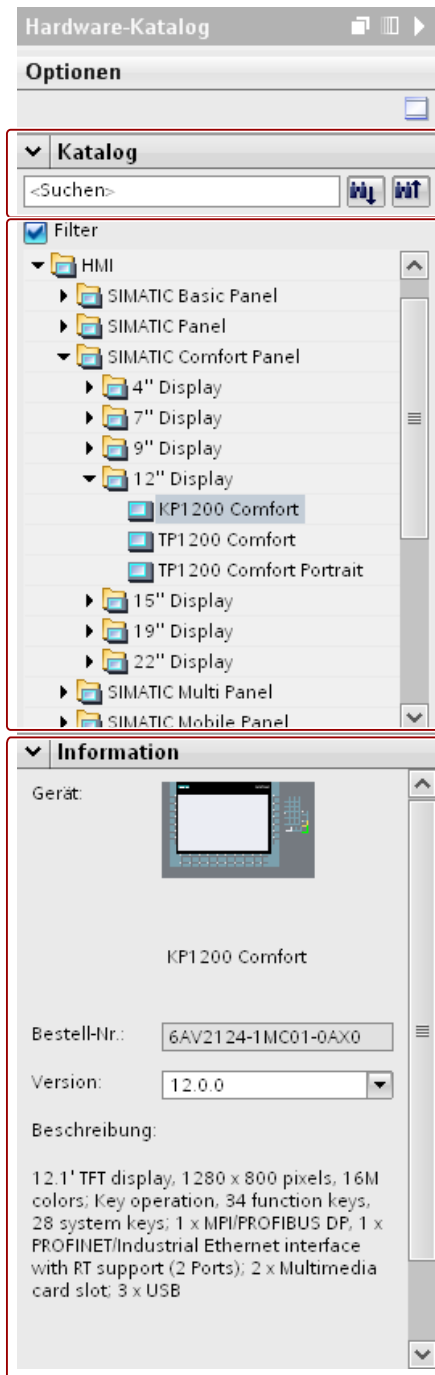 Hardware-Katalog
Optionen
Katalog
<Suchen>
Filter
HMI
SIMATIC Basic Panel
SIMATIC Panel
SIMATIC Comfort Panel
4'' Display
7'' Display
9'' Display
12'' Display
KP1200 Comfort
TP1200 Comfort
TP1200 Comfort Portrait
15'' Display
19'' Display
22'' Display
SIMATIC Multi Panel
SIMATIC Mobile Panel
Information
Gerät:
KP1200 Comfort
Bestell-Nr.: 6AV2124-1MC01-0AX0
Version: 12.0.0
Beschreibung:
12.1' TFT display, 1280 x 800 pixels, 16M
colors; Key operation, 34 function keys,
28 system keys; 1 x MPI/PROFIBUS DP, 1 x
PROFINET/Industrial Ethernet interface
with RT support (2 Ports); 2 x Multimedia
card slot; 3 x USB